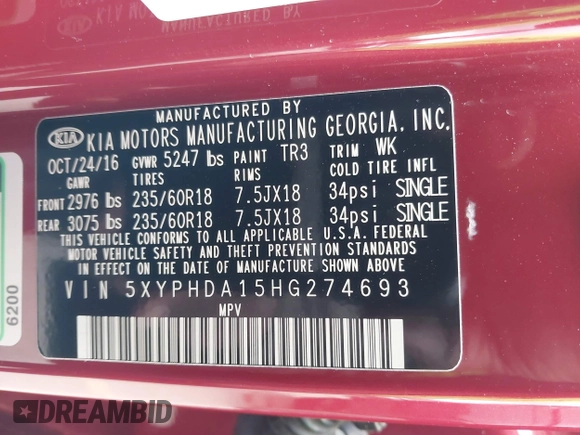 MANUFACTURED BY
KIA KIA MOTORS MANUFACTURING GEORGIA, INC.
OCT/24/16 GVWR 5247 lbs PAINT TR3 TRIM WK
GAWR TIRES RIMS COLD TIRE INFL
FRONT 2976 lbs 235/60R18 7.5JX18 34psi SINGLE
REAR 3075 lbs 235/60R18 7.5JX18 34psi SINGLE
THIS VEHICLE CONFORMS TO ALL APPLICABLE U.S.A. FEDERAL
MOTOR VEHICLE SAFETY AND THEFT PREVENTION STANDARDS
IN EFFECT ON THE DATE OF MANUFACTURE SHOWN ABOVE
VIN 5XYPHDA15HG274693
MPV
6200
DREAMBID